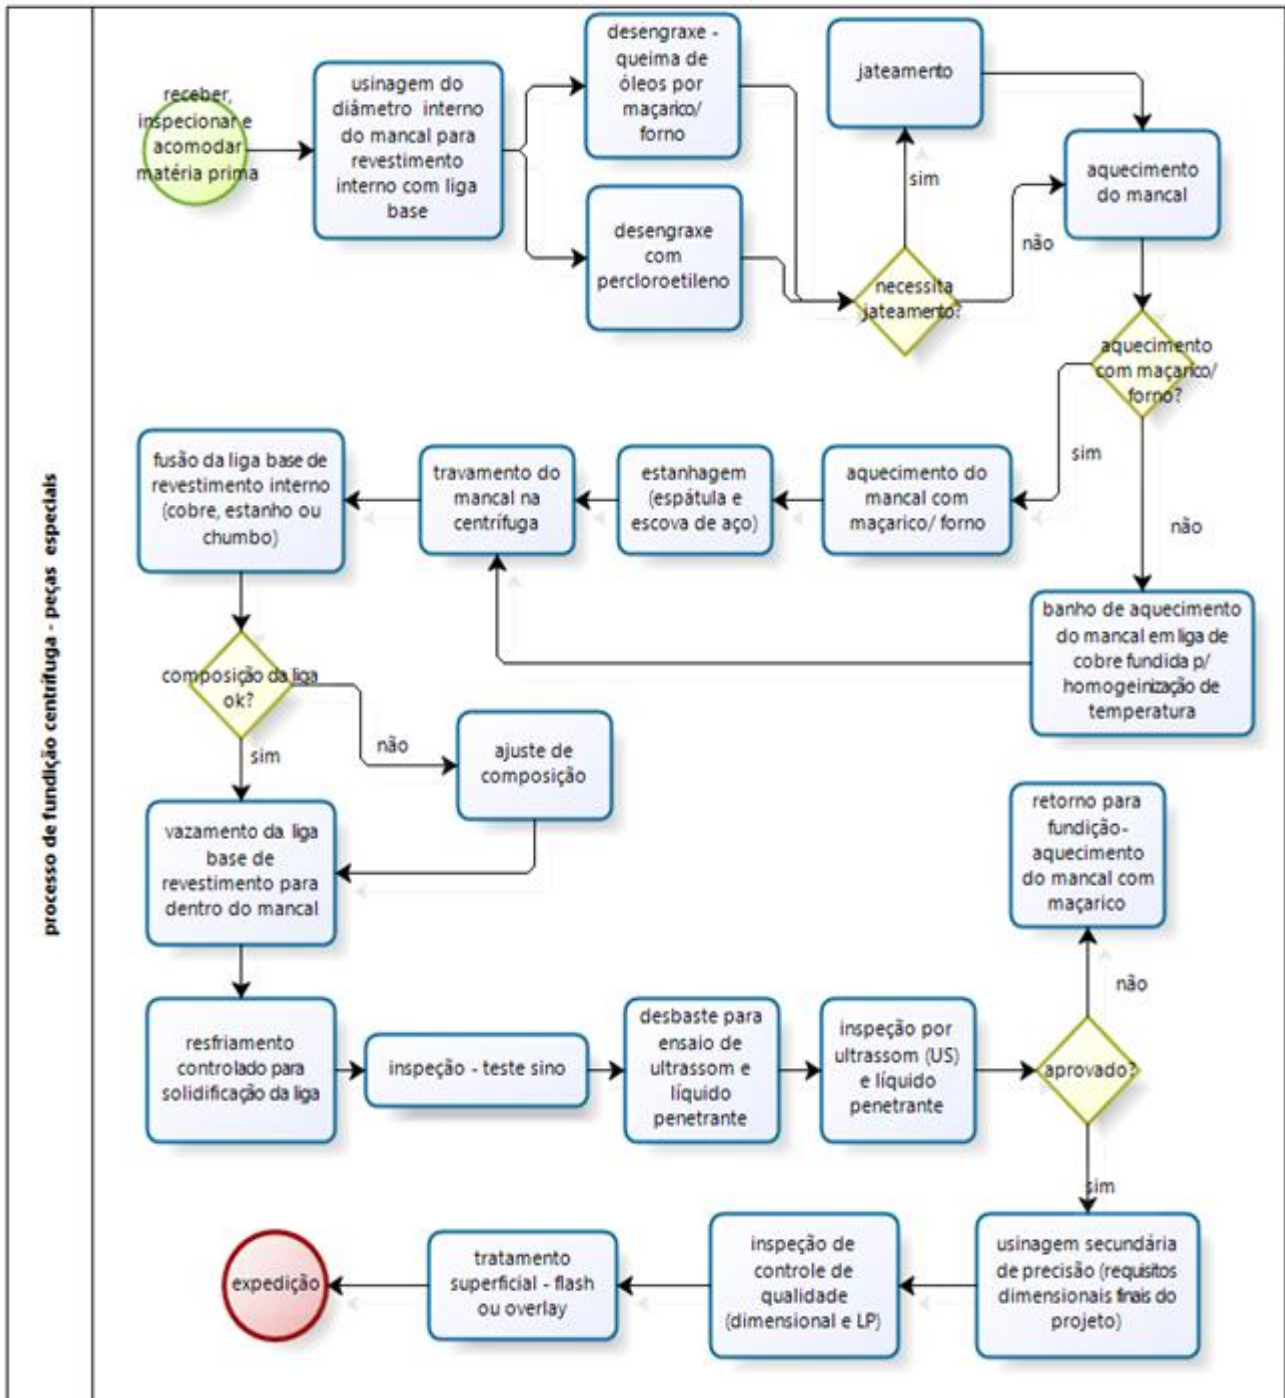 processo de fundição centrífuga - peças especiais
receber,
inspecionar e
acomodar
matéria prima
usinagem do
diâmetro interno
do mancal para
revestimento
interno com liga
base
desengraxe -
queima de
óleos por
maçarico/
forno
desengraxe
com
percloroetileno
necessita
jateamento?
sim
não
jateamento
aquecimento
do mancal
aquecimento
com maçarico/
forno?
sim
não
aquecimento do
mancal com
maçarico/ forno
estanhagem
(espátula e
escova de aço)
travamento do
mancal na
centrífuga
fusão da liga base de
revestimento interno
(cobre, estanho ou
chumbo)
banho de aquecimento
do mancal em liga de
cobre fundida p/
homogeinização de
temperatura
composição da liga
ok?
não
sim
ajuste de
composição
vazamento da liga
base de
revestimento para
dentro do mancal
resfriamento
controlado para
solidificação da liga
inspeção - teste sino
desbaste para
ensaio de
ultrassom e
líquido
penetrante
inspeção por
ultrassom (US)
e líquido
penetrante
aprovado?
não
sim
retorno para
fundição-
aquecimento
do mancal com
maçarico
usinagem secundária
de precisão (requisitos
dimensionais finais do
projeto)
inspeção de
controle de
qualidade
(dimensional e LP)
tratamento
superficial - flash
ou overlay
expedição